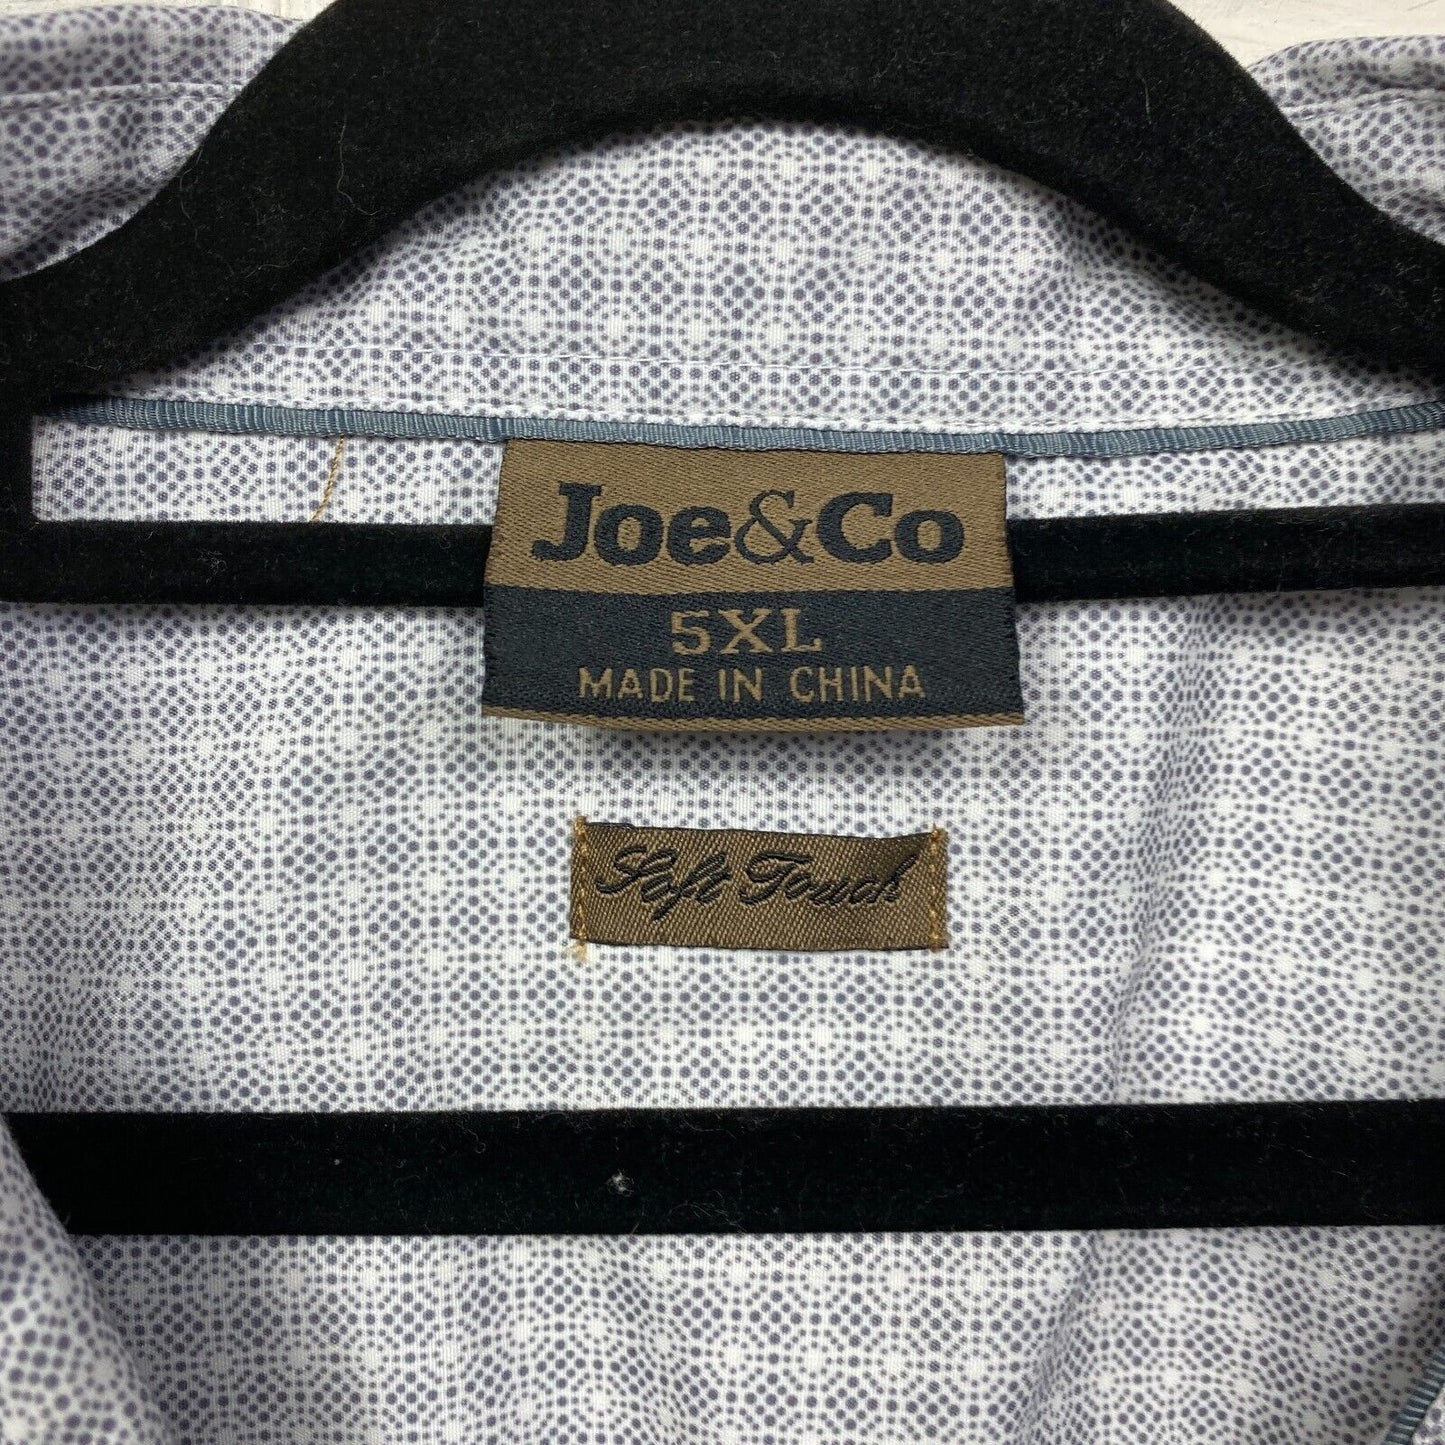 Joe&Co
5XL
MADE IN CHINA
Soft Touch